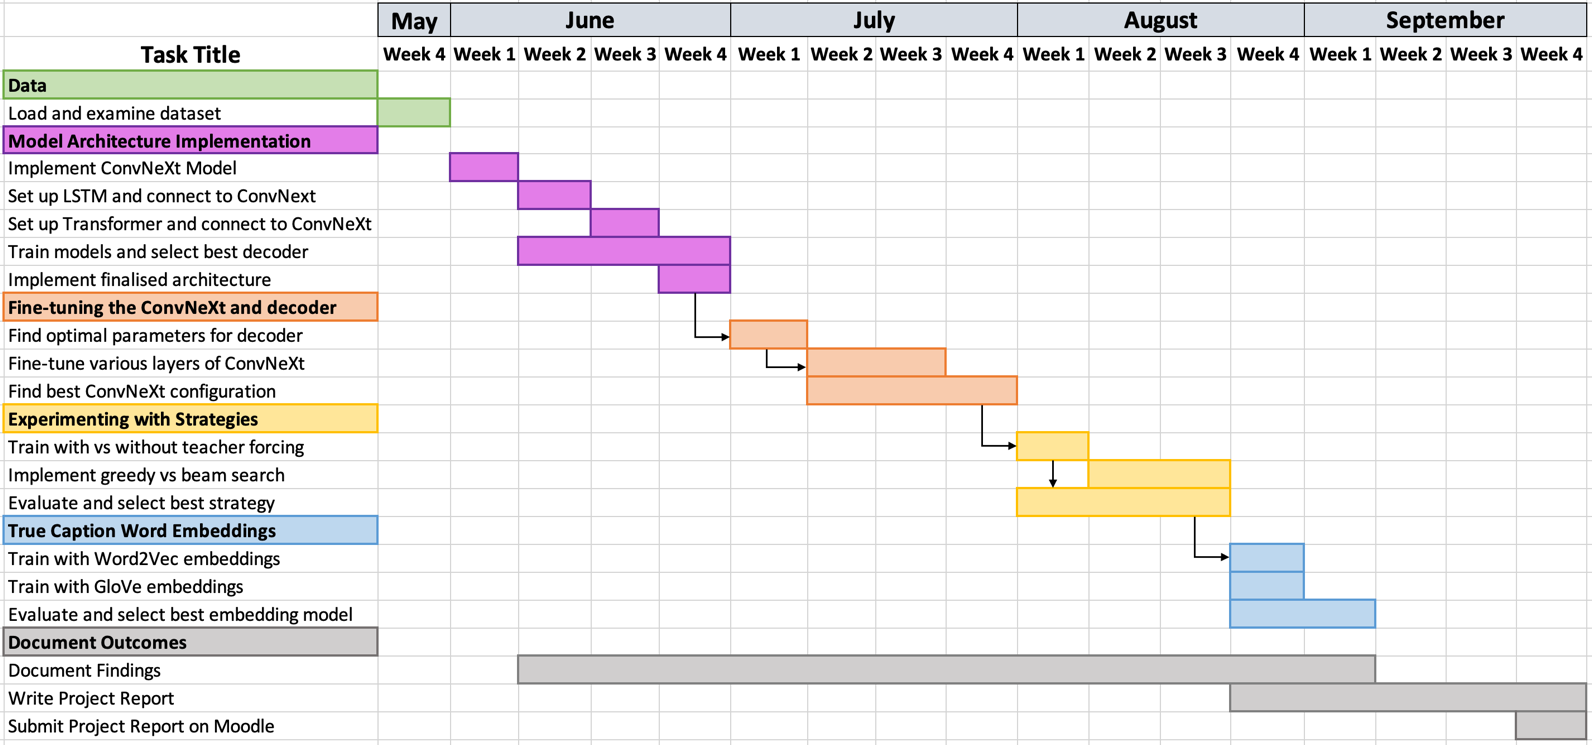 May June July August September
Task Title Week 4 Week 1 Week 2 Week 3 Week 4 Week 1 Week 2 Week 3 Week 4 Week 1 Week 2 Week 3 Week 4 Week 1 Week 2 Week 3 Week 4
Data
Load and examine dataset
Model Architecture Implementation
Implement ConvNeXt Model
Set up LSTM and connect to ConvNext
Set up Transformer and connect to ConvNeXt
Train models and select best decoder
Implement finalised architecture
Fine-tuning the ConvNeXt and decoder
Find optimal parameters for decoder
Fine-tune various layers of ConvNeXt
Find best ConvNeXt configuration
Experimenting with Strategies
Train with vs without teacher forcing
Implement greedy vs beam search
Evaluate and select best strategy
True Caption Word Embeddings
Train with Word2Vec embeddings
Train with GloVe embeddings
Evaluate and select best embedding model
Document Outcomes
Document Findings
Write Project Report
Submit Project Report on Moodle